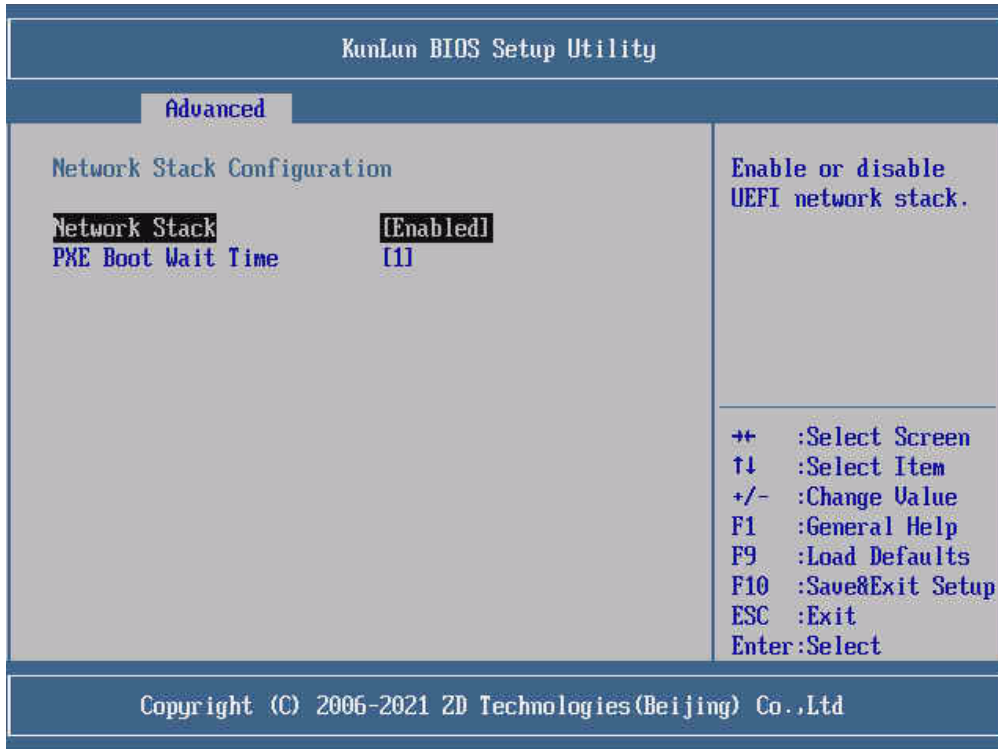 KunLun BIOS Setup Utility
Advanced
Network Stack Configuration
Network Stack [Enabled]
PXE Boot Wait Time [1]
Enable or disable
UEFI network stack.
→← :Select Screen
↑↓ :Select Item
+/- :Change Value
F1 :General Help
F9 :Load Defaults
F10 :Save&Exit Setup
ESC :Exit
Enter:Select
Copyright (C) 2006-2021 ZD Technologies(Beijing) Co.,Ltd